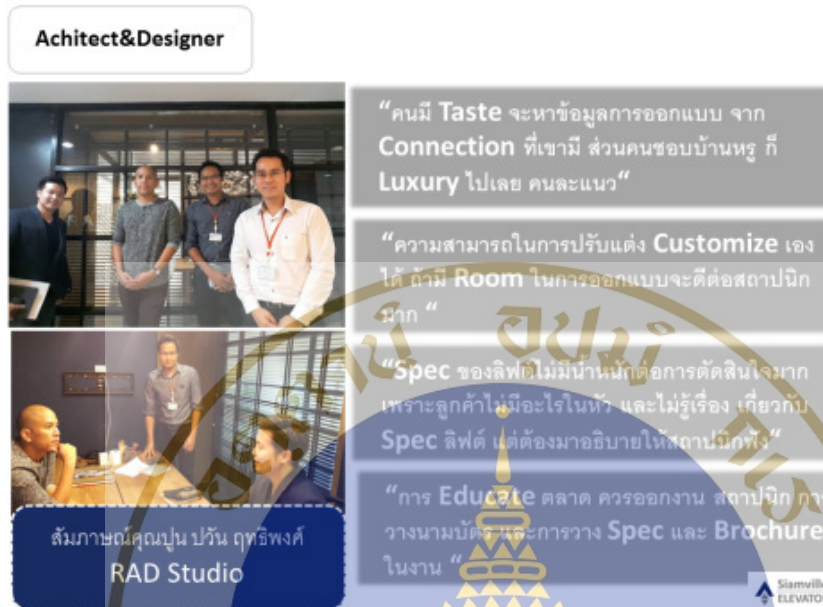 Achitect&Designer
“คนมี Taste จะหาข้อมูลการออกแบบ จาก
Connection ที่เขามี ส่วนคนชอบบ้านหรู ก็
Luxury ไปเลย คนละแนว“
“ความสามารถในการปรับแต่ง Customize เอง
ได้ ถ้ามี Room ในการออกแบบจะดีต่อสถาปนิก
มาก “
“Spec ของลิฟต์ไม่มีน้ำหนักต่อการตัดสินใจมาก
เพราะลูกค้าไม่มีอะไรในหัว และไม่รู้เรื่อง เกี่ยวกับ
Spec ลิฟต์ แต่ต้องมาอธิบายให้สถาปนิกฟัง“
“การ Educate ตลาด ควรออกงาน สถาปนิก การ
วางนามบัตร และการวาง Spec และ Brochure
ในงาน “
สัมภาษณ์คุณปูน ปวัน ฤทธิพงศ์
RAD Studio
Siamville
ELEVATOR